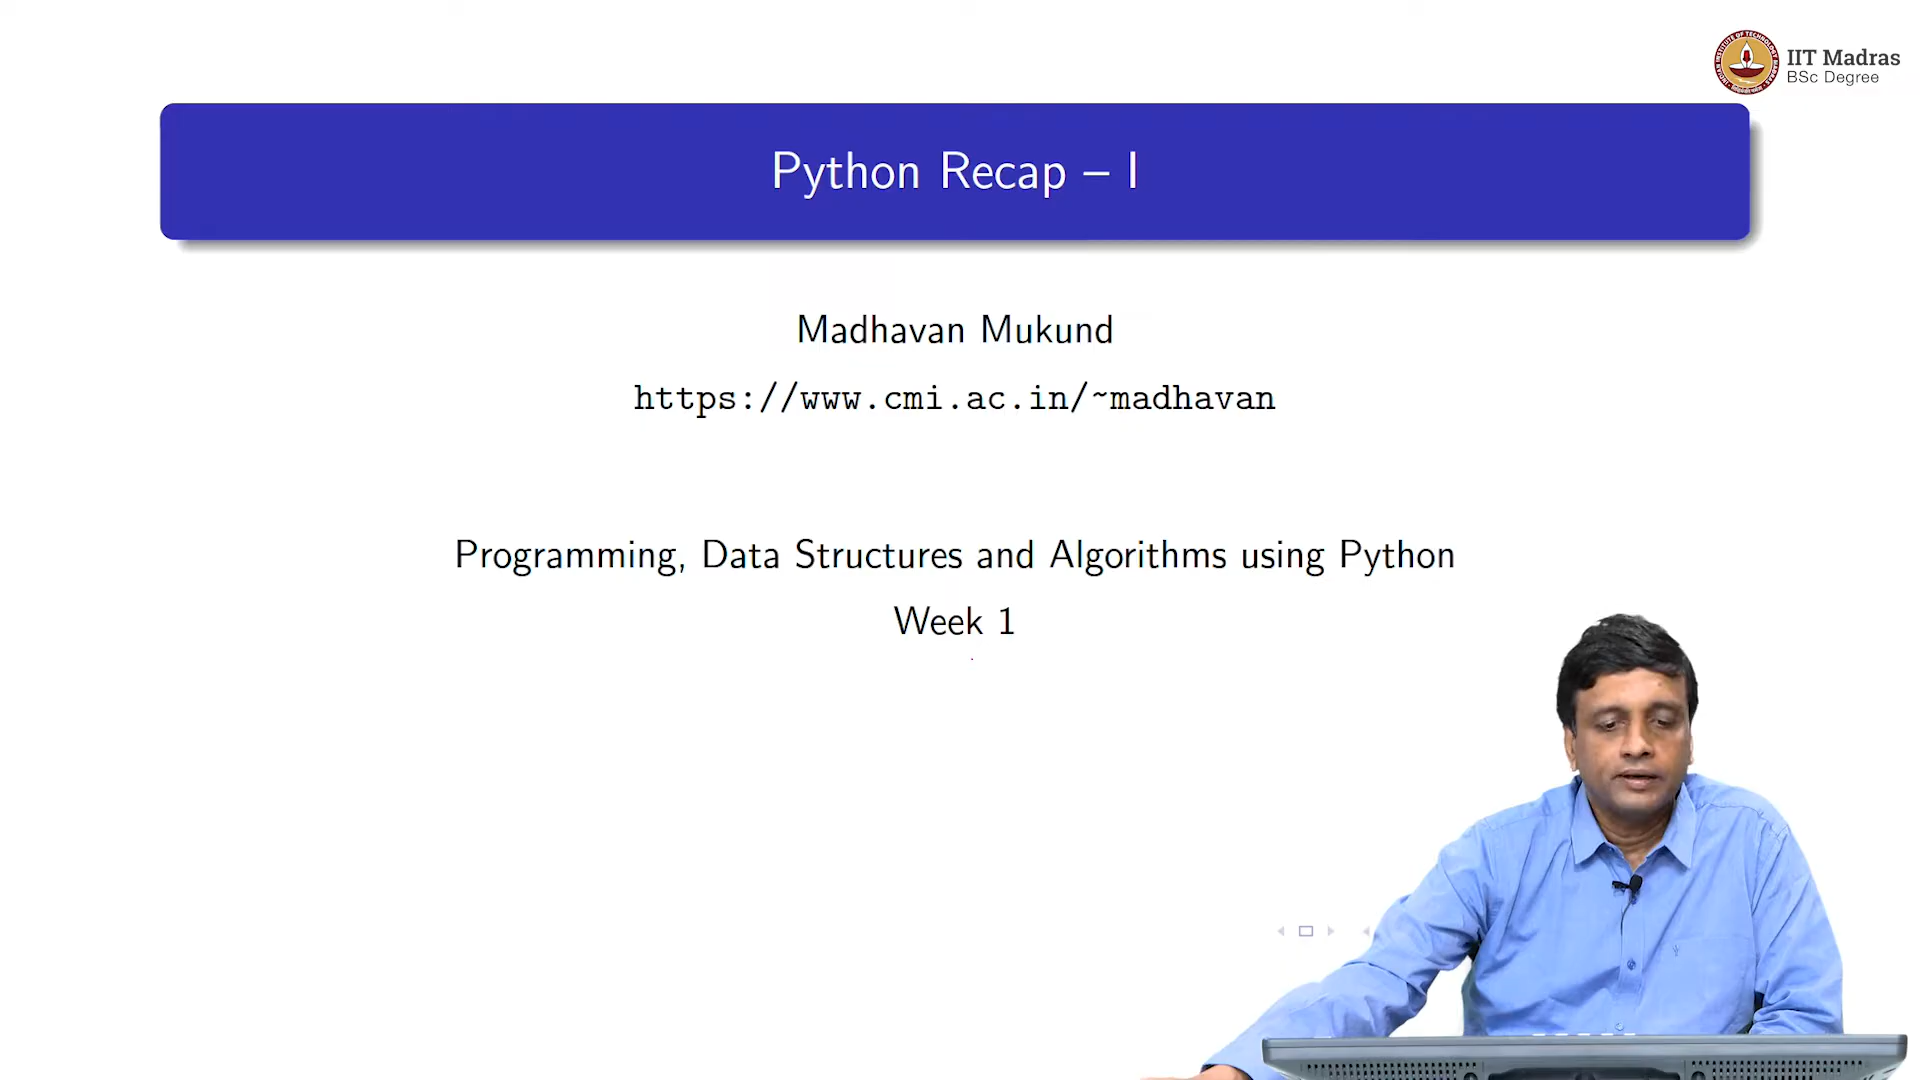 IIT Madras
BSc Degree
Python Recap – I
Madhavan Mukund
https://www.cmi.ac.in/~madhavan
Programming, Data Structures and Algorithms using Python
Week 1